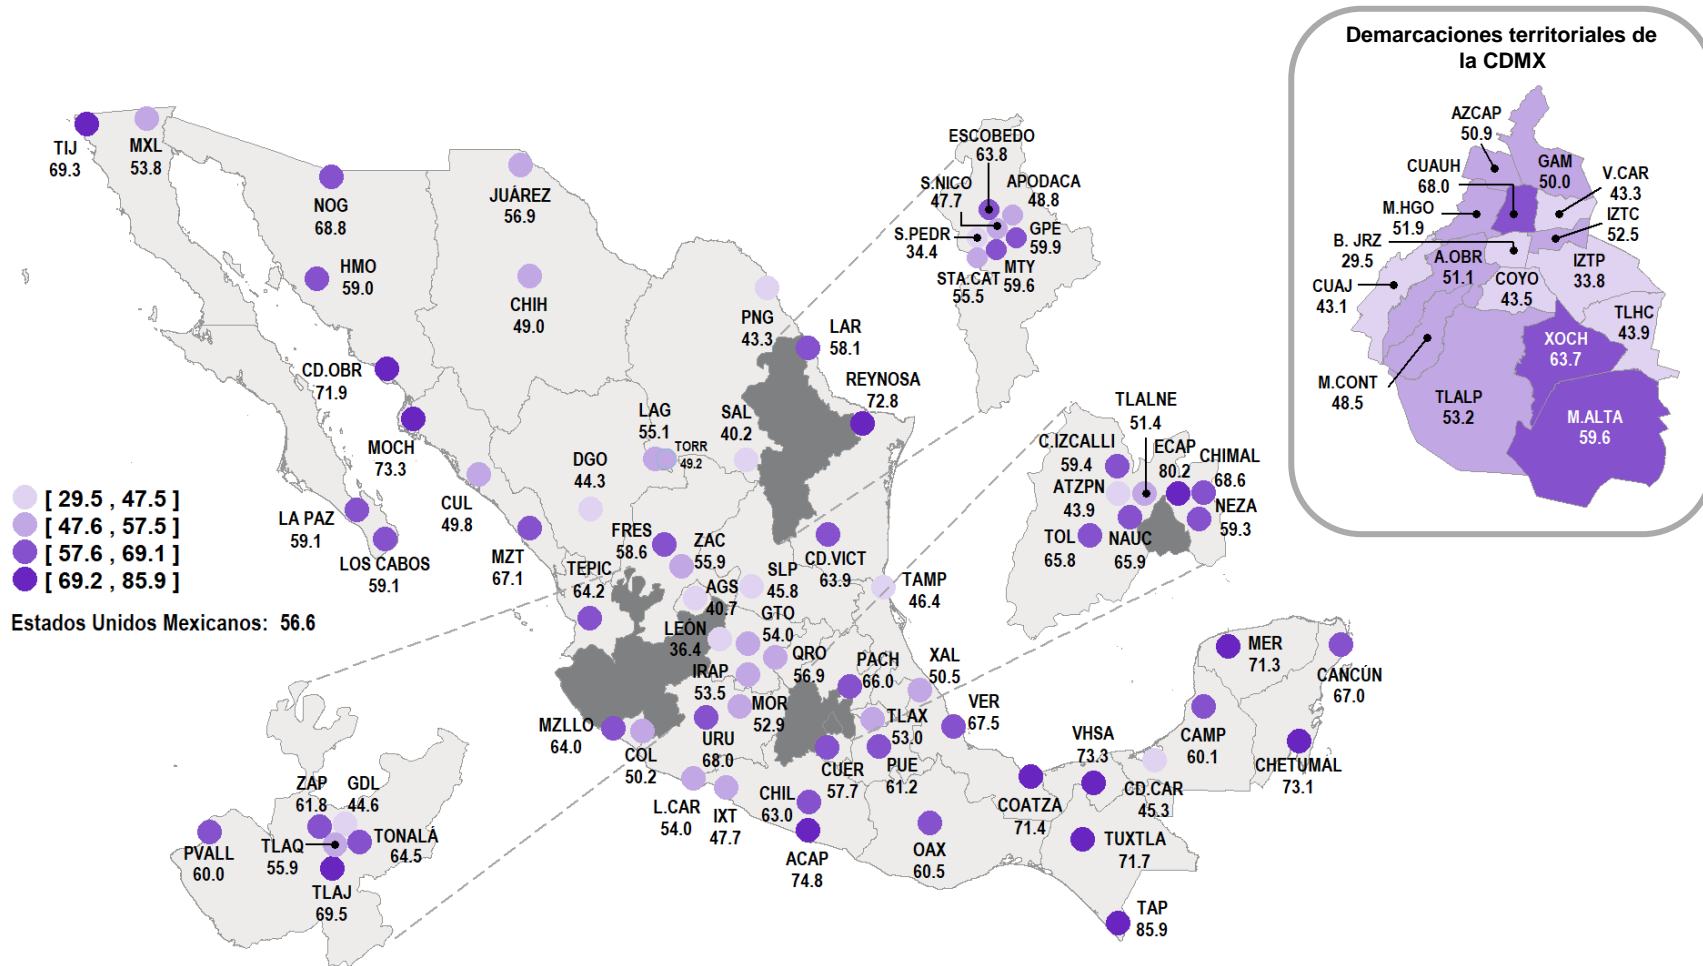 Demarcaciones territoriales de
la CDMX
AZCAP
50.9
CUAUH
68.0
GAM
50.0
V.CAR
43.3
M.HGO
51.9
IZTC
52.5
B. JRZ
29.5
A.OBR
51.1
IZTP
33.8
CUAJ
43.1
COYO
43.5
TLHC
43.9
XOCH
63.7
M.CONT
48.5
TLALP
53.2
M.ALTA
59.6
TIJ
69.3
MXL
53.8
NOG
68.8
JUÁREZ
56.9
HMO
59.0
CHIH
49.0
CD.OBR
71.9
MOCH
73.3
PNG
43.3
LAR
58.1
REYNOSA
72.8
ESCOBEDO
63.8
S.NICO
47.7
APODACA
48.8
S.PEDR
34.4
GPE
59.9
MTY
59.6
STA.CAT
55.5
LAG
55.1
TORR
49.2
SAL
40.2
DGO
44.3
CUL
49.8
LA PAZ
59.1
LOS CABOS
59.1
MZT
67.1
FRES
58.6
ZAC
55.9
TEPIC
64.2
AGS
40.7
SLP
45.8
CD.VICT
63.9
TAMP
46.4
LEÓN
36.4
GTO
54.0
QRO
56.9
IRAP
53.5
MOR
52.9
PACH
66.0
XAL
50.5
VER
67.5
TLAX
53.0
MZLLO
64.0
COL
50.2
URU
68.0
CUER
57.7
PUE
61.2
L.CAR
54.0
IXT
47.7
CHIL
63.0
ACAP
74.8
OAX
60.5
COATZA
71.4
VHSA
73.3
CD.CAR
45.3
TUXTLA
71.7
TAP
85.9
MER
71.3
CANCÚN
67.0
CAMP
60.1
CHETUMAL
73.1
TLALNE
51.4
C.IZCALLI
59.4
ECAP
80.2
CHIMAL
68.6
ATZPN
43.9
NEZA
59.3
TOL
65.8
NAUC
65.9
ZAP
61.8
GDL
44.6
TLAQ
55.9
TONALÁ
64.5
PVALL
60.0
TLAJ
69.5
[ 29.5 , 47.5 ]
[ 47.6 , 57.5 ]
[ 57.6 , 69.1 ]
[ 69.2 , 85.9 ]
Estados Unidos Mexicanos: 56.6